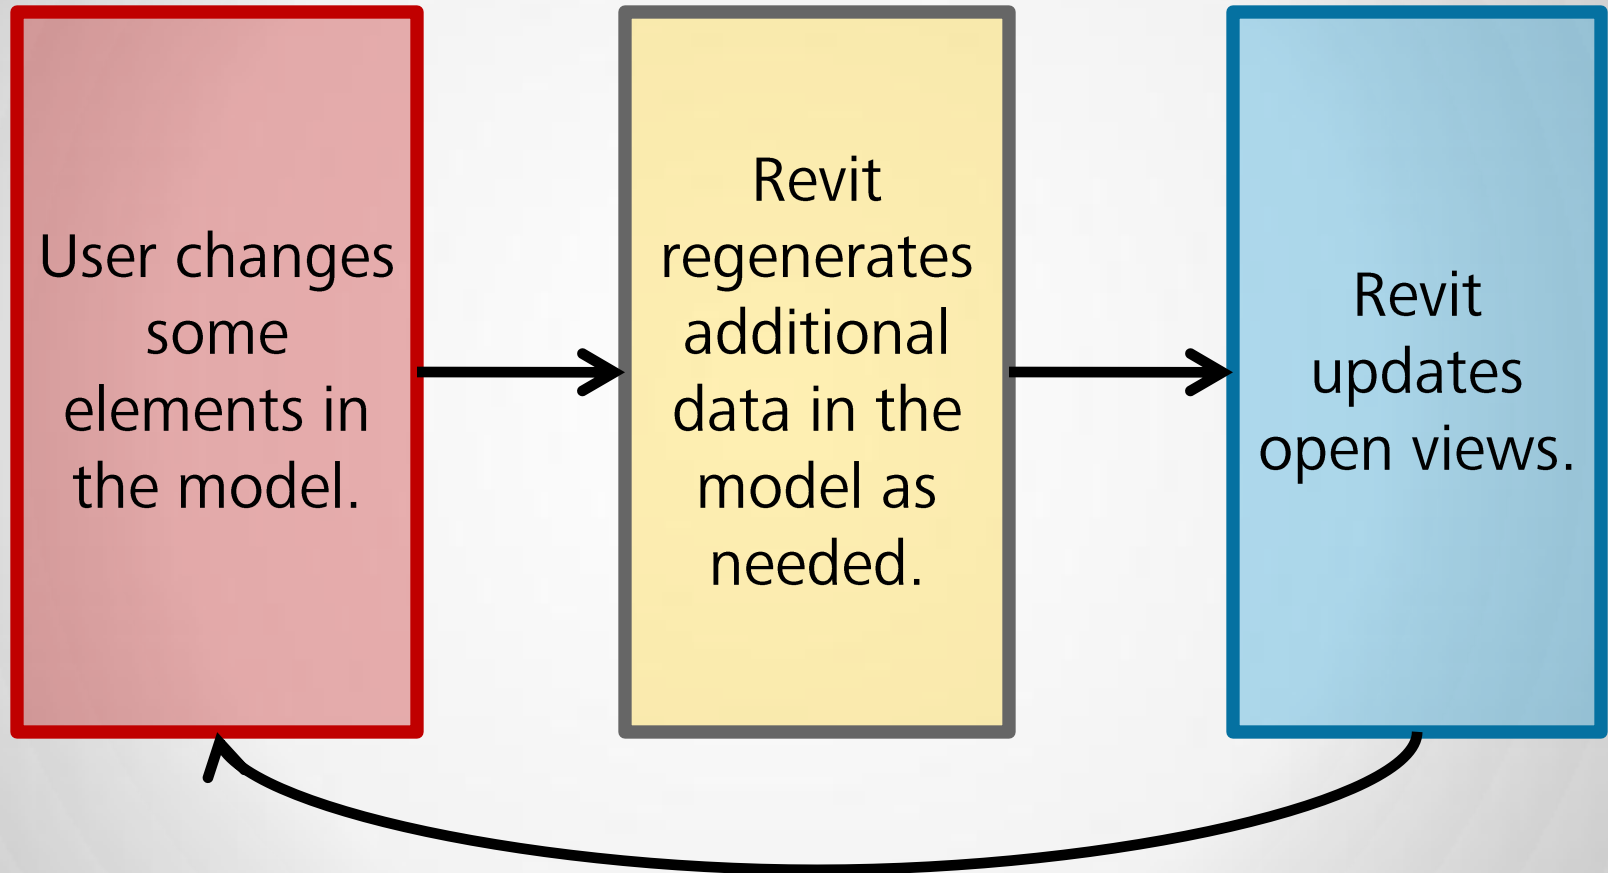 User changes
some
elements in
the model.
Revit
regenerates
additional
data in the
model as
needed.
Revit
updates
open views.